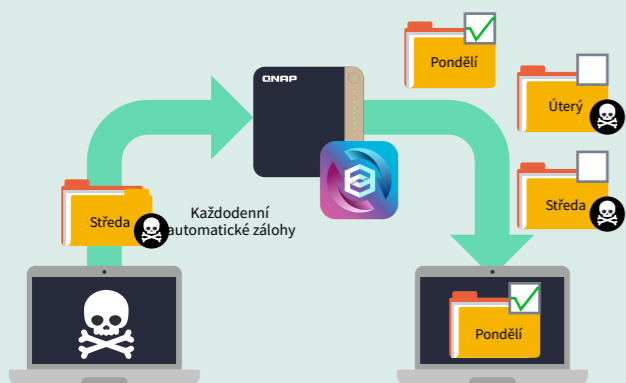 QNAP
Pondělí
Úterý
Středa
Středa
Každodenní
automatické zálohy
Pondělí